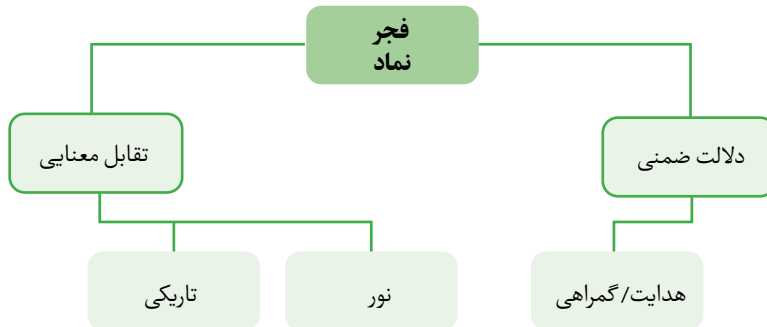 فجر
نماد
دلالت ضمنی
تقابل معنایی
هدایت/گمراهی
نور
تاریکی